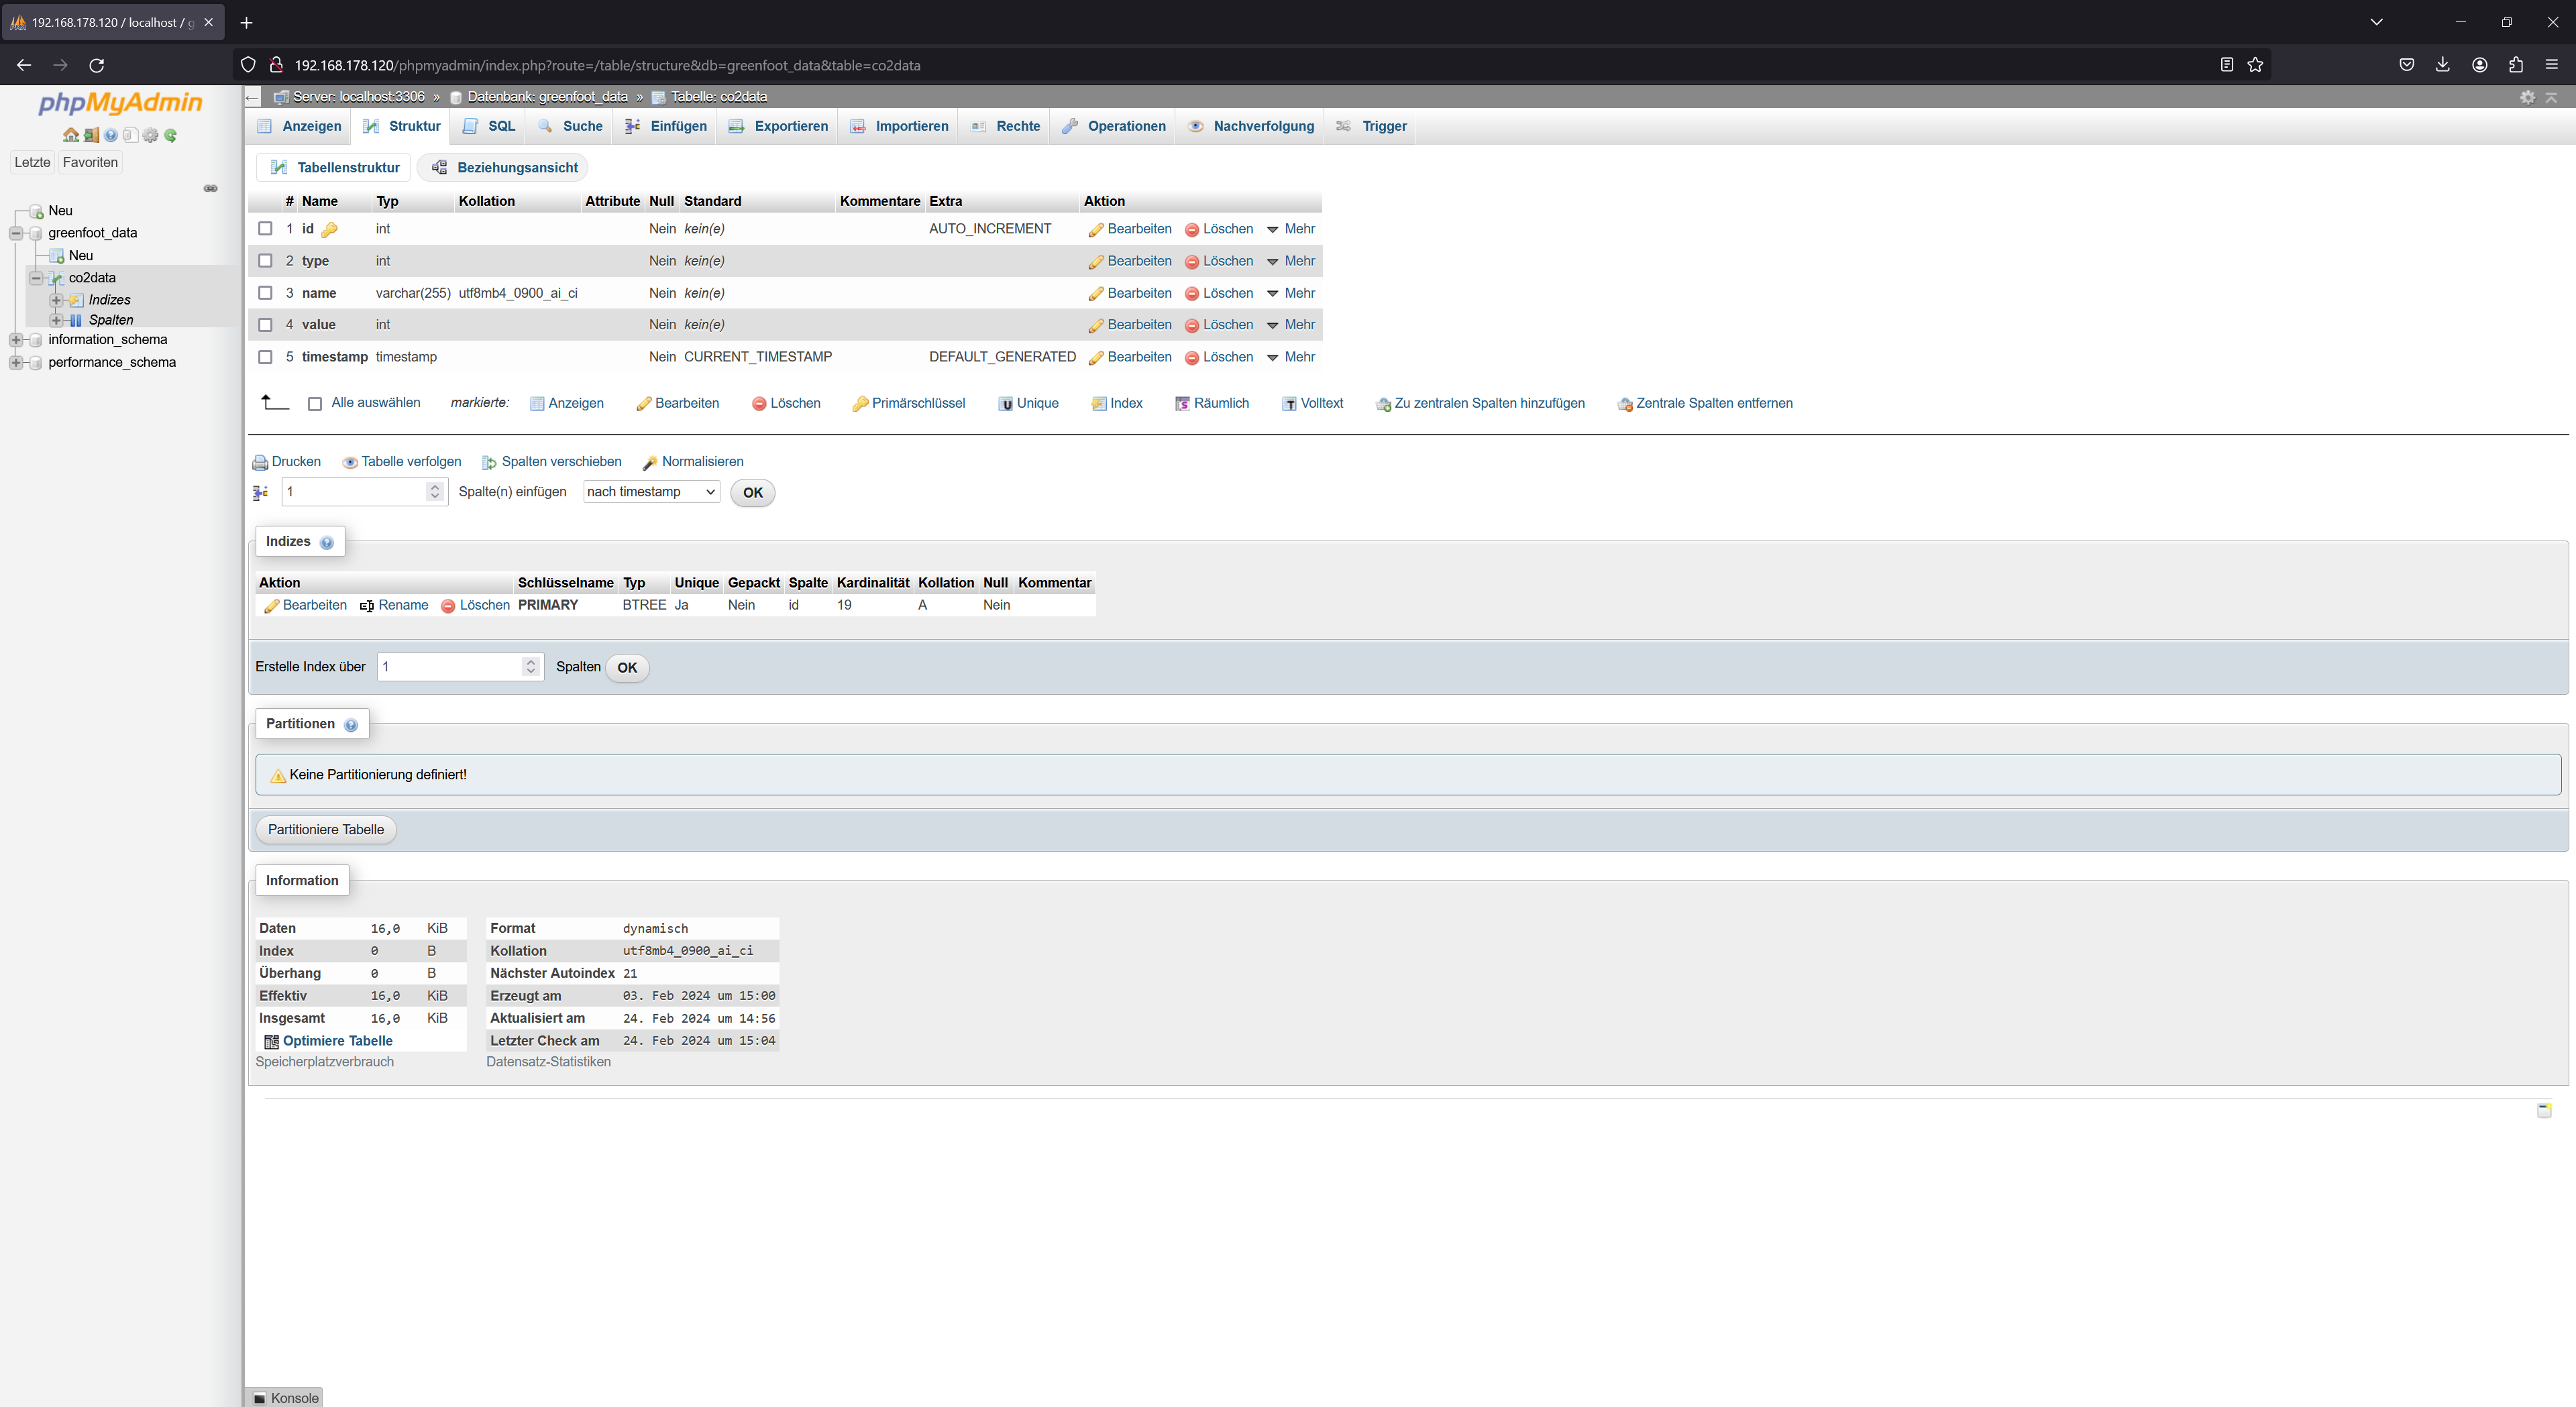 192.168.178.120 / localhost / g
192.168.178.120/phpmyadmin/index.php?route=/table/structure&db=greenfoot_data&table=co2data
phpMyAdmin
Letzte Favoriten
Neu
greenfoot_data
Neu
co2data
Indizes
Spalten
information_schema
performance_schema
Server: localhost:3306 » Datenbank: greenfoot_data » Tabelle: co2data
Anzeigen Struktur SQL Suche Einfügen Exportieren Importieren Rechte Operationen Nachverfolgung Trigger
Tabellenstruktur Beziehungsansicht
# Name Typ Kollation Attribute Null Standard Kommentare Extra Aktion
1 id int Nein kein(e) AUTO_INCREMENT Bearbeiten Löschen Mehr
2 type int Nein kein(e) Bearbeiten Löschen Mehr
3 name varchar(255) utf8mb4_0900_ai_ci Nein kein(e) Bearbeiten Löschen Mehr
4 value int Nein kein(e) Bearbeiten Löschen Mehr
5 timestamp timestamp Nein CURRENT_TIMESTAMP DEFAULT_GENERATED Bearbeiten Löschen Mehr
Alle auswählen markierte: Anzeigen Bearbeiten Löschen Primärschlüssel Unique Index Räumlich Volltext Zu zentralen Spalten hinzufügen Zentrale Spalten entfernen
Drucken Tabelle verfolgen Spalten verschieben Normalisieren
1 Spalte(n) einfügen nach timestamp OK
Indizes
Aktion Schlüsselname Typ Unique Gepackt Spalte Kardinalität Kollation Null Kommentar
Bearbeiten Rename Löschen PRIMARY BTREE Ja Nein id 19 A Nein
Erstelle Index über 1 Spalten OK
Partitionen
Keine Partitionierung definiert!
Partitioniere Tabelle
Information
Daten 16,0 KiB
Index 0 B
Überhang 0 B
Effektiv 16,0 KiB
Insgesamt 16,0 KiB
Optimiere Tabelle
Speicherplatzverbrauch
Format dynamisch
Kollation utf8mb4_0900_ai_ci
Nächster Autoindex 21
Erzeugt am 03. Feb 2024 um 15:00
Aktualisiert am 24. Feb 2024 um 14:56
Letzter Check am 24. Feb 2024 um 15:04
Datensatz-Statistiken
Konsole